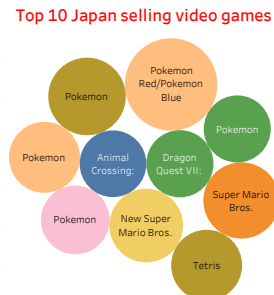 Top 10 Japan selling video games
Pokemon
Red/Pokemon
Blue
Pokemon
Pokemon
Pokemon
Animal
Crossing:
Dragon
Quest VII:
Super Mario
Bros.
Pokemon
New Super
Mario Bros.
Tetris